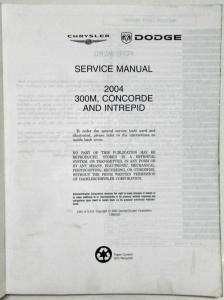 CHRYSLER DODGE
SERVICE MANUAL
2004
300M, CONCORDE
AND INTREPID
To order the special service tools used and
illustrated, please refer to the instructions on
inside back cover.
NO PART OF THIS PUBLICATION MAY BE
REPRODUCED, STORED IN A RETRIEVAL
SYSTEM, OR TRANSMITTED, IN ANY FORM OR
BY ANY MEANS, ELECTRONIC, MECHANICAL,
PHOTOCOPYING, RECORDING, OR OTHERWISE,
WITHOUT THE PRIOR WRITTEN PERMISSION
OF DAIMLERCHRYSLER CORPORATION.